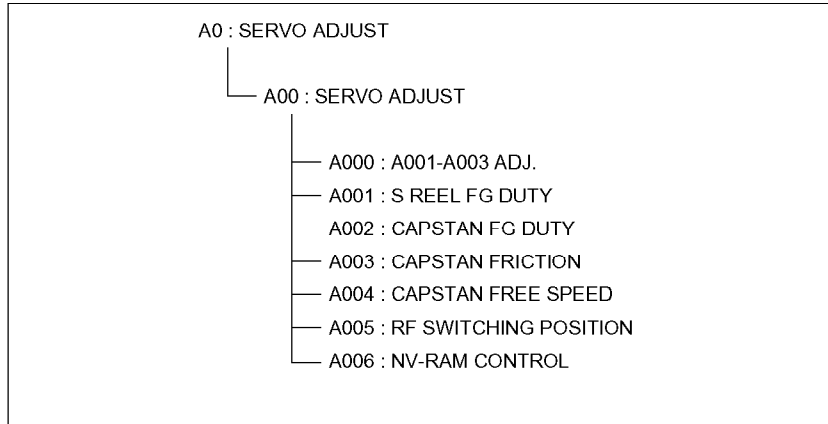 A0 : SERVO ADJUST
A00 : SERVO ADJUST
A000 : A001-A003 ADJ.
A001 : S REEL FG DUTY
A002 : CAPSTAN FG DUTY
A003 : CAPSTAN FRICTION
A004 : CAPSTAN FREE SPEED
A005 : RF SWITCHING POSITION
A006 : NV-RAM CONTROL